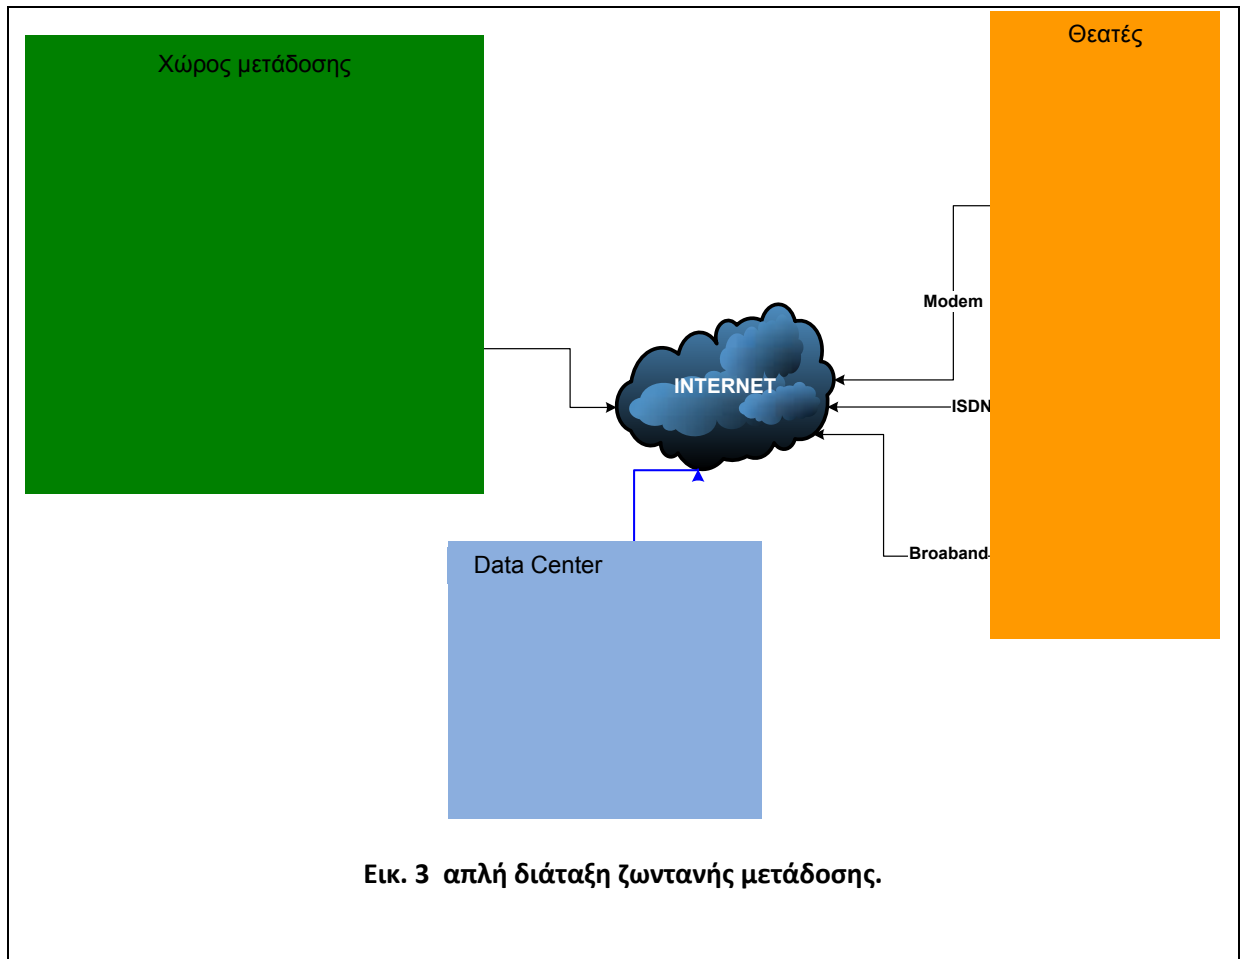 Θεατές
Χώρος μετάδοσης
Modem
INTERNET
ISDN
Broaband
Data Center
Εικ. 3 απλή διάταξη ζωντανής μετάδοσης.